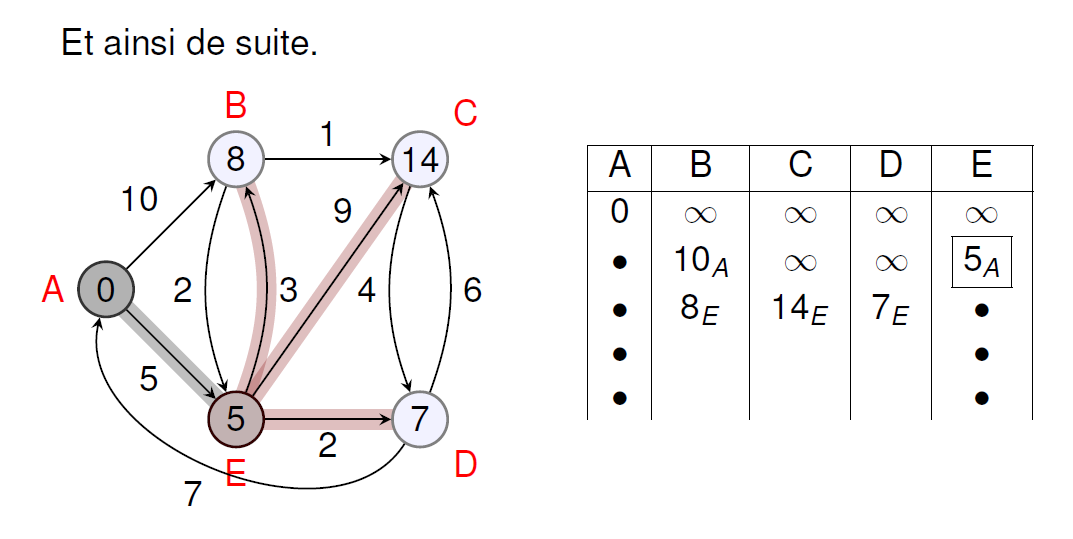 Et ainsi de suite.
B
C
1
8
14
10
9
A
0
2
3
4
6
5
5
2
7
E
D
7
A B C D E
0 ∞ ∞ ∞ ∞
• 10A ∞ ∞ 5A
• 8E 14E 7E •
• •
• •